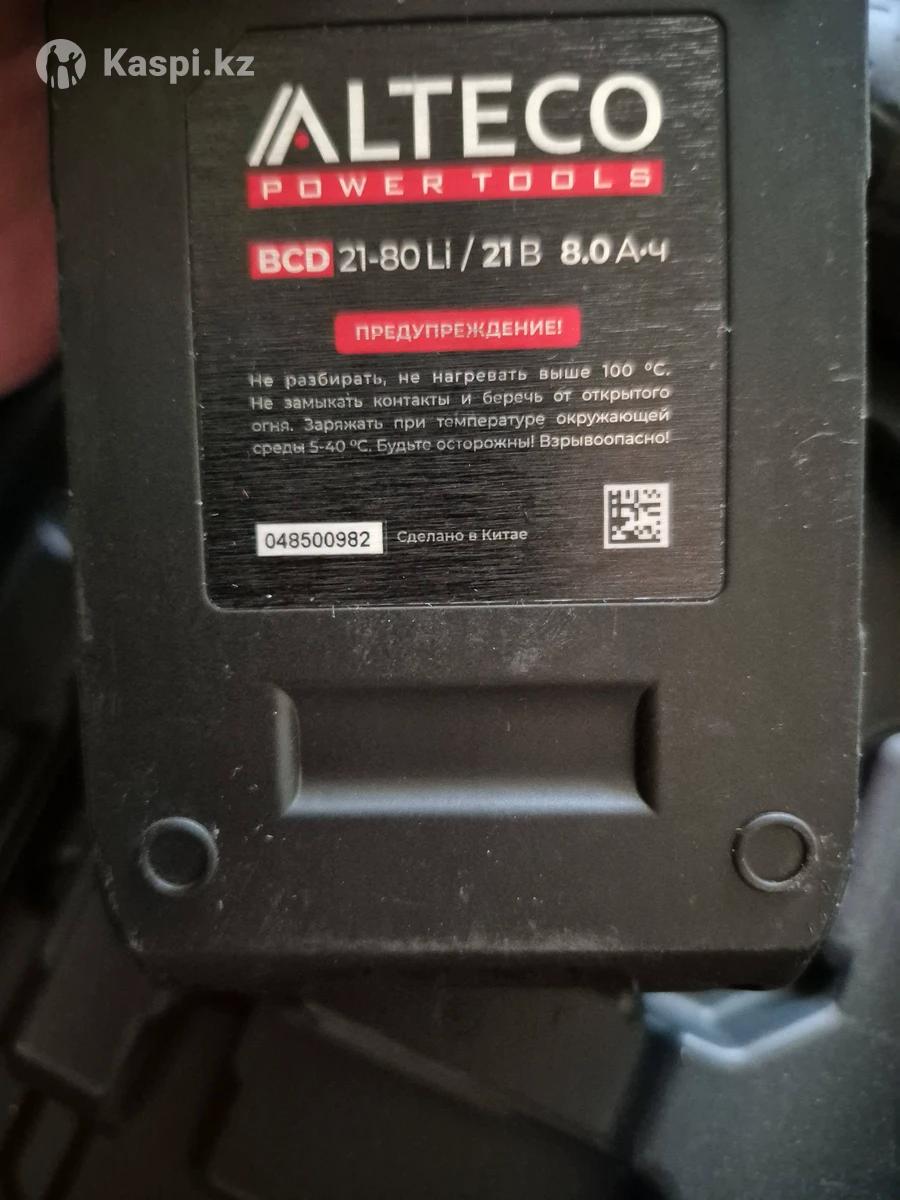 Kaspi.kz
ALTECO
POWER TOOLS
BCD 21-80 Li / 21 В 8.0 А·ч
ПРЕДУПРЕЖДЕНИЕ!
Не разбирать, не нагревать выше 100 °C.
Не замыкать контакты и беречь от открытого
огня. Заряжать при температуре окружающей
среды 5-40 °C. Будьте осторожны! Взрывоопасно!
048500982 Сделано в Китае